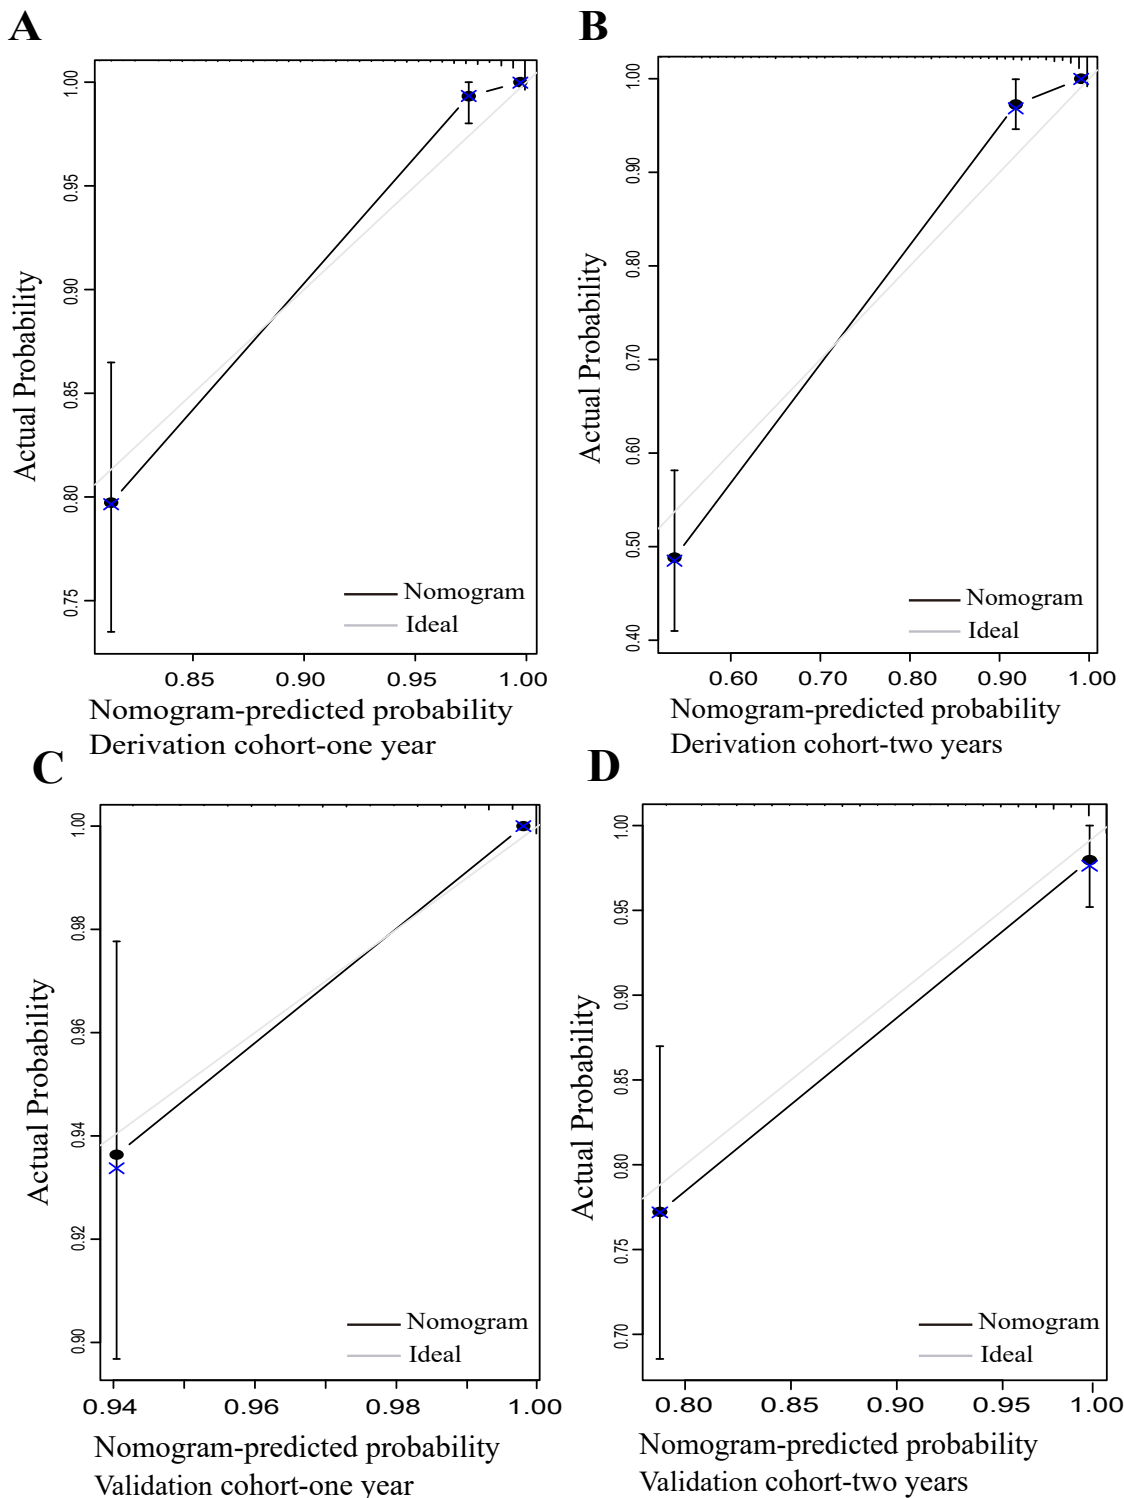 A
1.00
0.95
0.90
0.85
0.80
0.75
Actual Probability
Nomogram
Ideal
0.85 0.90 0.95 1.00
Nomogram-predicted probability
Derivation cohort-one year
B
1.00
0.90
0.80
0.70
0.60
0.50
0.40
Actual Probability
Nomogram
Ideal
0.60 0.70 0.80 0.90 1.00
Nomogram-predicted probability
Derivation cohort-two years
C
1.00
0.98
0.96
0.94
0.92
0.90
Actual Probability
Nomogram
Ideal
0.94 0.96 0.98 1.00
Nomogram-predicted probability
Validation cohort-one year
D
1.00
0.95
0.90
0.85
0.80
0.75
0.70
Actual Probability
Nomogram
Ideal
0.80 0.85 0.90 0.95 1.00
Nomogram-predicted probability
Validation cohort-two years